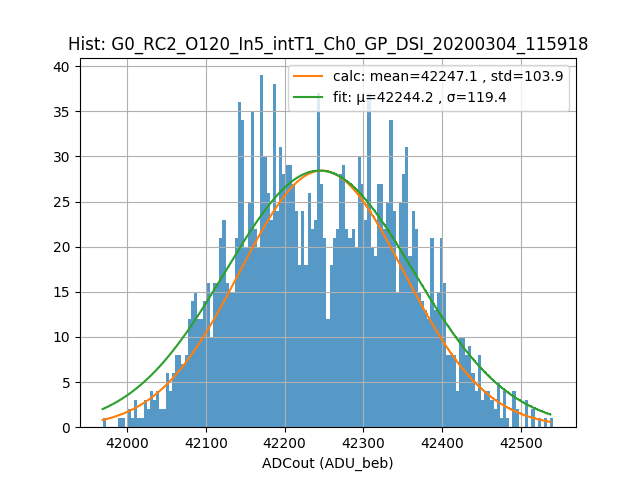 Hist: G0_RC2_O120_In5_intT1_Ch0_GP_DSI_20200304_115918
calc: mean=42247.1 , std=103.9
fit: μ=42244.2 , σ=119.4
40
35
30
25
20
15
10
5
0
42000 42100 42200 42300 42400 42500
ADCout (ADU_beb)